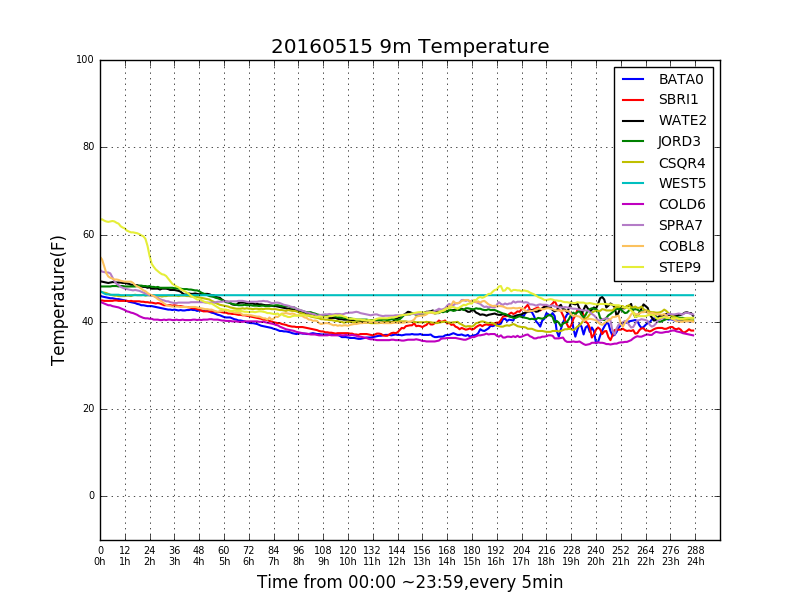 20160515 9m Temperature
100
80
60
40
20
0
Temperature(F)
BATA0
SBRI1
WATE2
JORD3
CSQR4
WEST5
COLD6
SPRA7
COBL8
STEP9
0 12 24 36 48 60 72 84 96 108 120 132 144 156 168 180 192 204 216 228 240 252 264 276 288
0h 1h 2h 3h 4h 5h 6h 7h 8h 9h 10h 11h 12h 13h 14h 15h 16h 17h 18h 19h 20h 21h 22h 23h 24h
Time from 00:00 ~23:59,every 5min